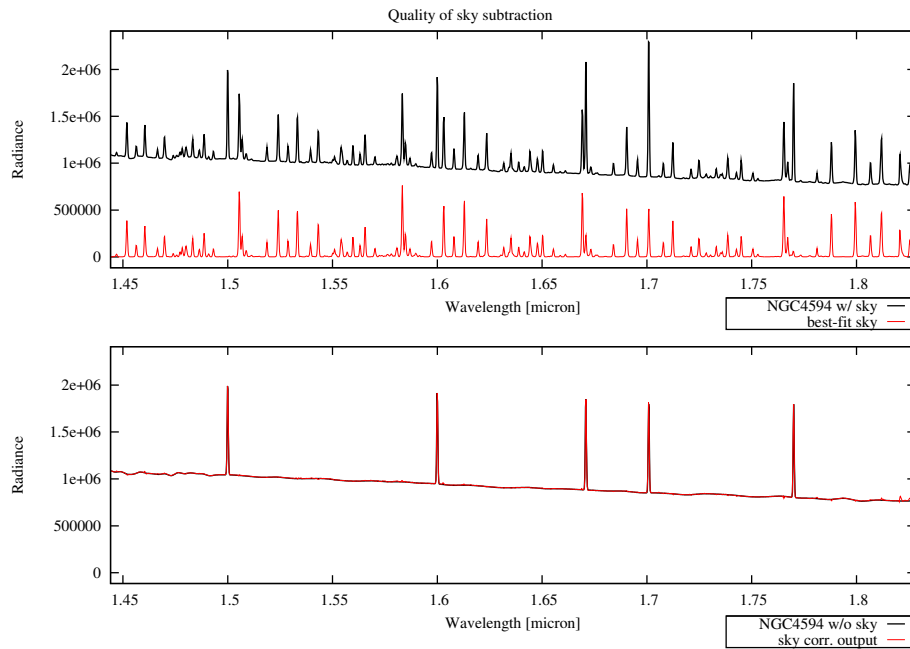 Quality of sky subtraction
Radiance
2e+06
1.5e+06
1e+06
500000
0
1.45 1.5 1.55 1.6 1.65 1.7 1.75 1.8
Wavelength [micron]
NGC4594 w/ sky
best-fit sky
Radiance
2e+06
1.5e+06
1e+06
500000
0
1.45 1.5 1.55 1.6 1.65 1.7 1.75 1.8
Wavelength [micron]
NGC4594 w/o sky
sky corr. output